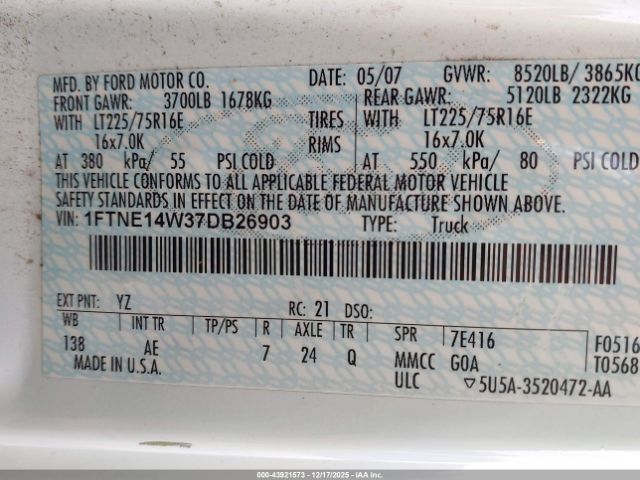 MFD. BY FORD MOTOR CO. DATE: 05/07 GVWR: 8520LB/ 3865KG
FRONT GAWR: 3700LB 1678KG REAR GAWR: 5120LB 2322KG
WITH LT225/75R16E TIRES WITH LT225/75R16E
16x7.0K RIMS 16x7.0K
AT 380 kPa/ 55 PSI COLD AT 550 kPa/ 80 PSI COLD
THIS VEHICLE CONFORMS TO ALL APPLICABLE FEDERAL MOTOR VEHICLE
SAFETY STANDARDS IN EFFECT ON THE DATE OF MANUFACTURE SHOWN ABOVE.
VIN: 1FTNE14W37DB26903 TYPE: Truck
EXT PNT: YZ RC: 21 DSO:
WB INT TR TP/PS R AXLE TR SPR 7E416 F0516
138 AE 7 24 Q MMCC GOA T0568
MADE IN U.S.A. ULC ▽5U5A-3520472-AA
000-43921573 - 12/17/2025 - IAAI.COM